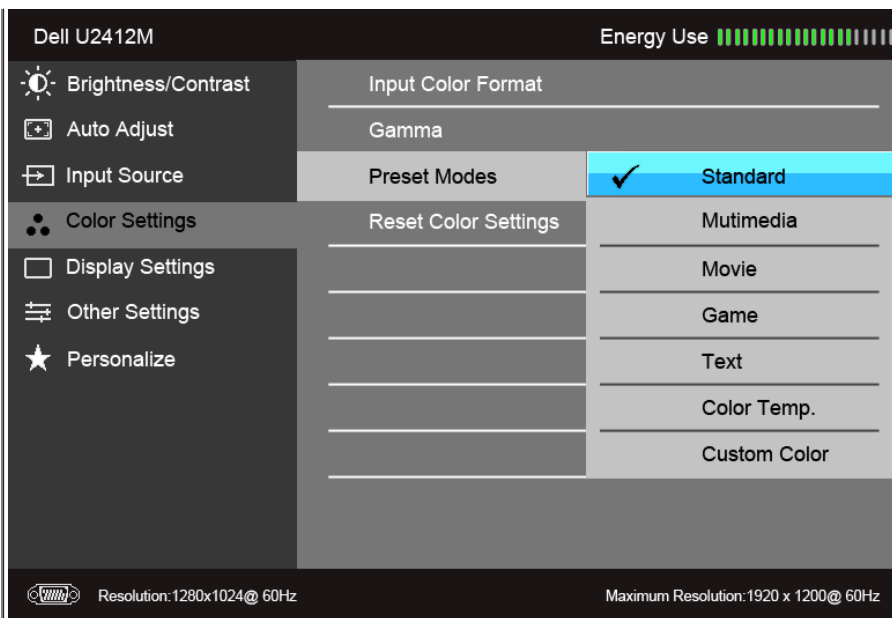 Dell U2412M
Energy Use
Brightness/Contrast
Auto Adjust
Input Source
Color Settings
Display Settings
Other Settings
Personalize
Input Color Format
Gamma
Preset Modes
Reset Color Settings
Standard
Mutimedia
Movie
Game
Text
Color Temp.
Custom Color
Resolution:1280x1024@ 60Hz
Maximum Resolution:1920 x 1200@ 60Hz